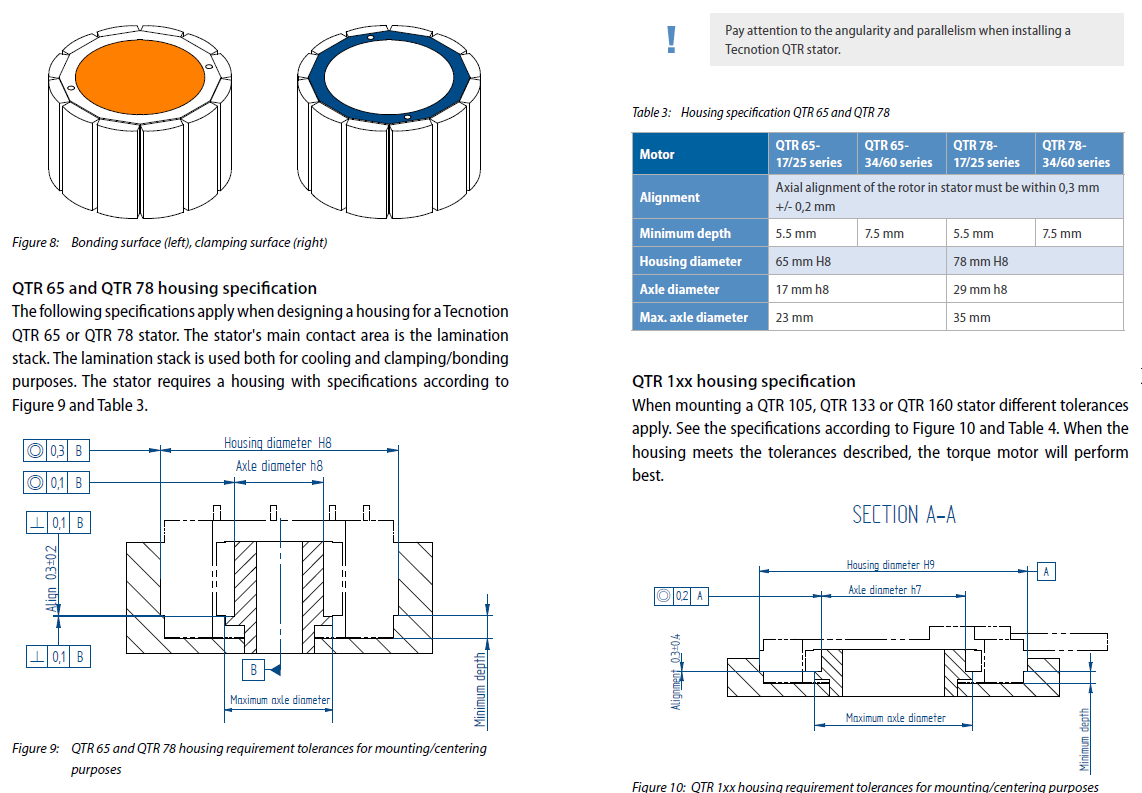 Figure 8: Bonding surface (left), clamping surface (right)
QTR 65 and QTR 78 housing specification
The following specifications apply when designing a housing for a Tecnotion
QTR 65 or QTR 78 stator. The stator's main contact area is the lamination
stack. The lamination stack is used both for cooling and clamping/bonding
purposes. The stator requires a housing with specifications according to
Figure 9 and Table 3.
◎ 0,3 B
Housing diameter H8
◎ 0,1 B
Axle diameter h8
⊥ 0,1 B
Align 0.3±0.2
⊥ 0,1 B
B
Maximum axle diameter
Minimum depth
Figure 9: QTR 65 and QTR 78 housing requirement tolerances for mounting/centering
purposes
! Pay attention to the angularity and parallelism when installing a
Tecnotion QTR stator.
Table 3: Housing specification QTR 65 and QTR 78
Motor
QTR 65-
17/25 series
QTR 65-
34/60 series
QTR 78-
17/25 series
QTR 78-
34/60 series
Alignment
Axial alignment of the rotor in stator must be within 0,3 mm
+/- 0,2 mm
Minimum depth 5.5 mm 7.5 mm 5.5 mm 7.5 mm
Housing diameter 65 mm H8 78 mm H8
Axle diameter 17 mm h8 29 mm h8
Max. axle diameter 23 mm 35 mm
QTR 1xx housing specification
When mounting a QTR 105, QTR 133 or QTR 160 stator different tolerances
apply. See the specifications according to Figure 10 and Table 4. When the
housing meets the tolerances described, the torque motor will perform
best.
SECTION A-A
Housing diameter H9
A
◎ 0,2 A
Axle diameter h7
Alignment 0.3±0.4
Maximum axle diameter
Minimum depth
Figure 10: QTR 1xx housing requirement tolerances for mounting/centering purposes